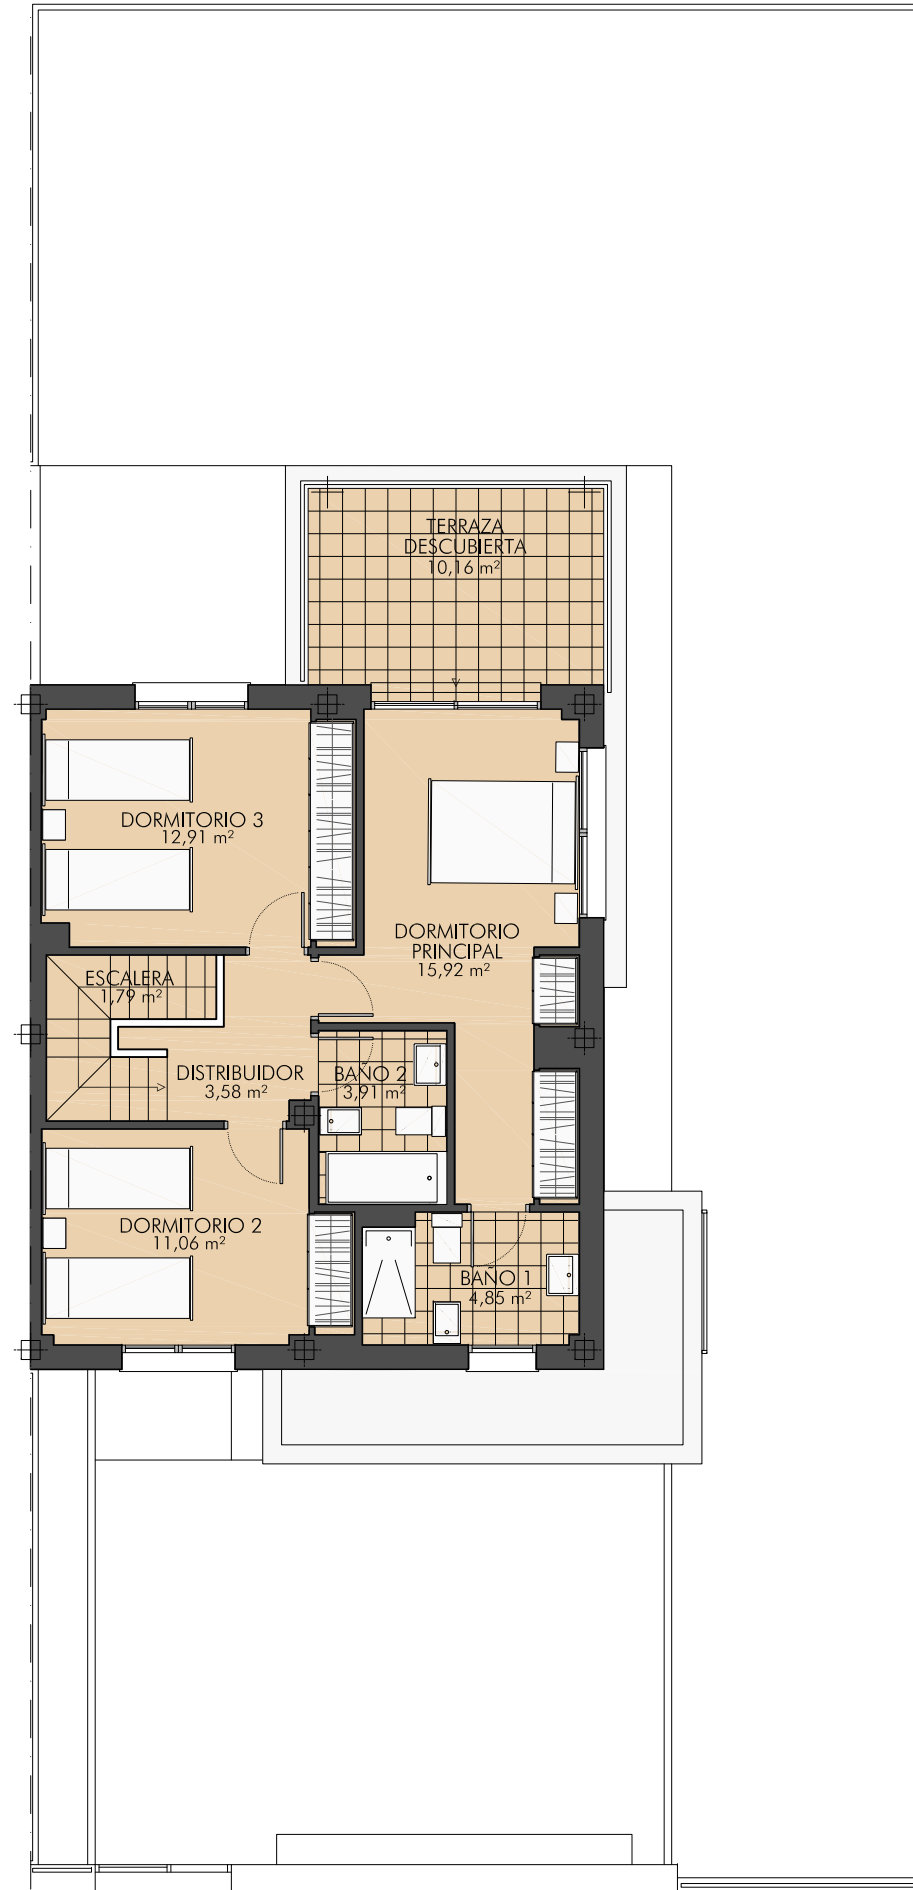 TERRAZA
DESCUBIERTA
10,16 m²
DORMITORIO 3
12,91 m²
DORMITORIO
PRINCIPAL
15,92 m²
ESCALERA
1,79 m²
DISTRIBUIDOR
3,58 m²
BAÑO 2
3,91 m²
DORMITORIO 2
11,06 m²
BAÑO 1
4,85 m²